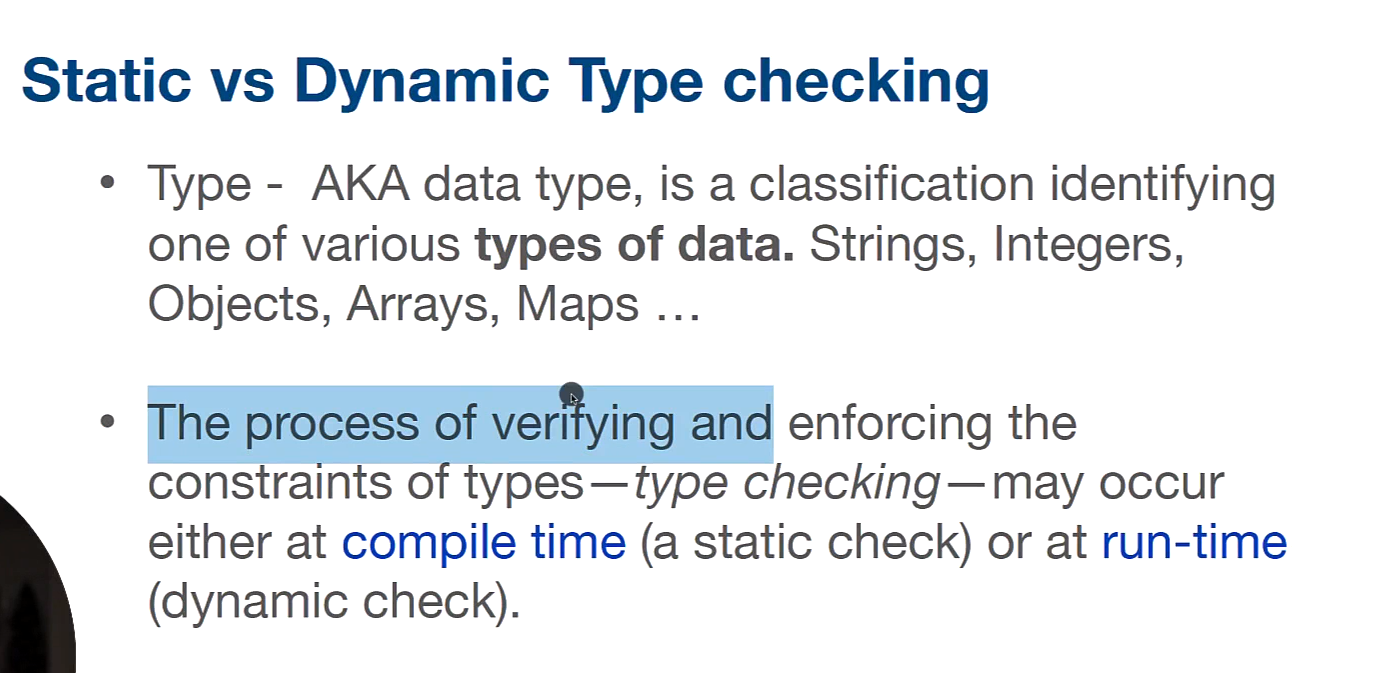 Static vs Dynamic Type checking
• Type - AKA data type, is a classification identifying
one of various types of data. Strings, Integers,
Objects, Arrays, Maps …
• The process of verifying and enforcing the
constraints of types—type checking—may occur
either at compile time (a static check) or at run-time
(dynamic check).